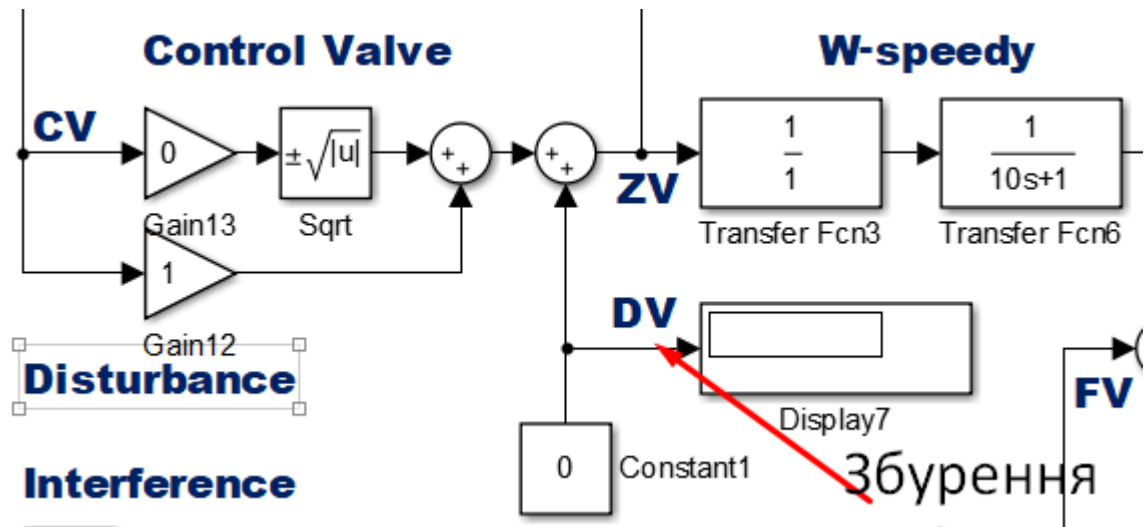 Control Valve
W-speedy
CV
0
±√|u|
+
+
+
+
ZV
1
1
1
10s+1
Gain13
Sqrt
Transfer Fcn3
Transfer Fcn6
1
DV
Gain12
Disturbance
Display7
FV
0
Constant1
Збурення
Interference